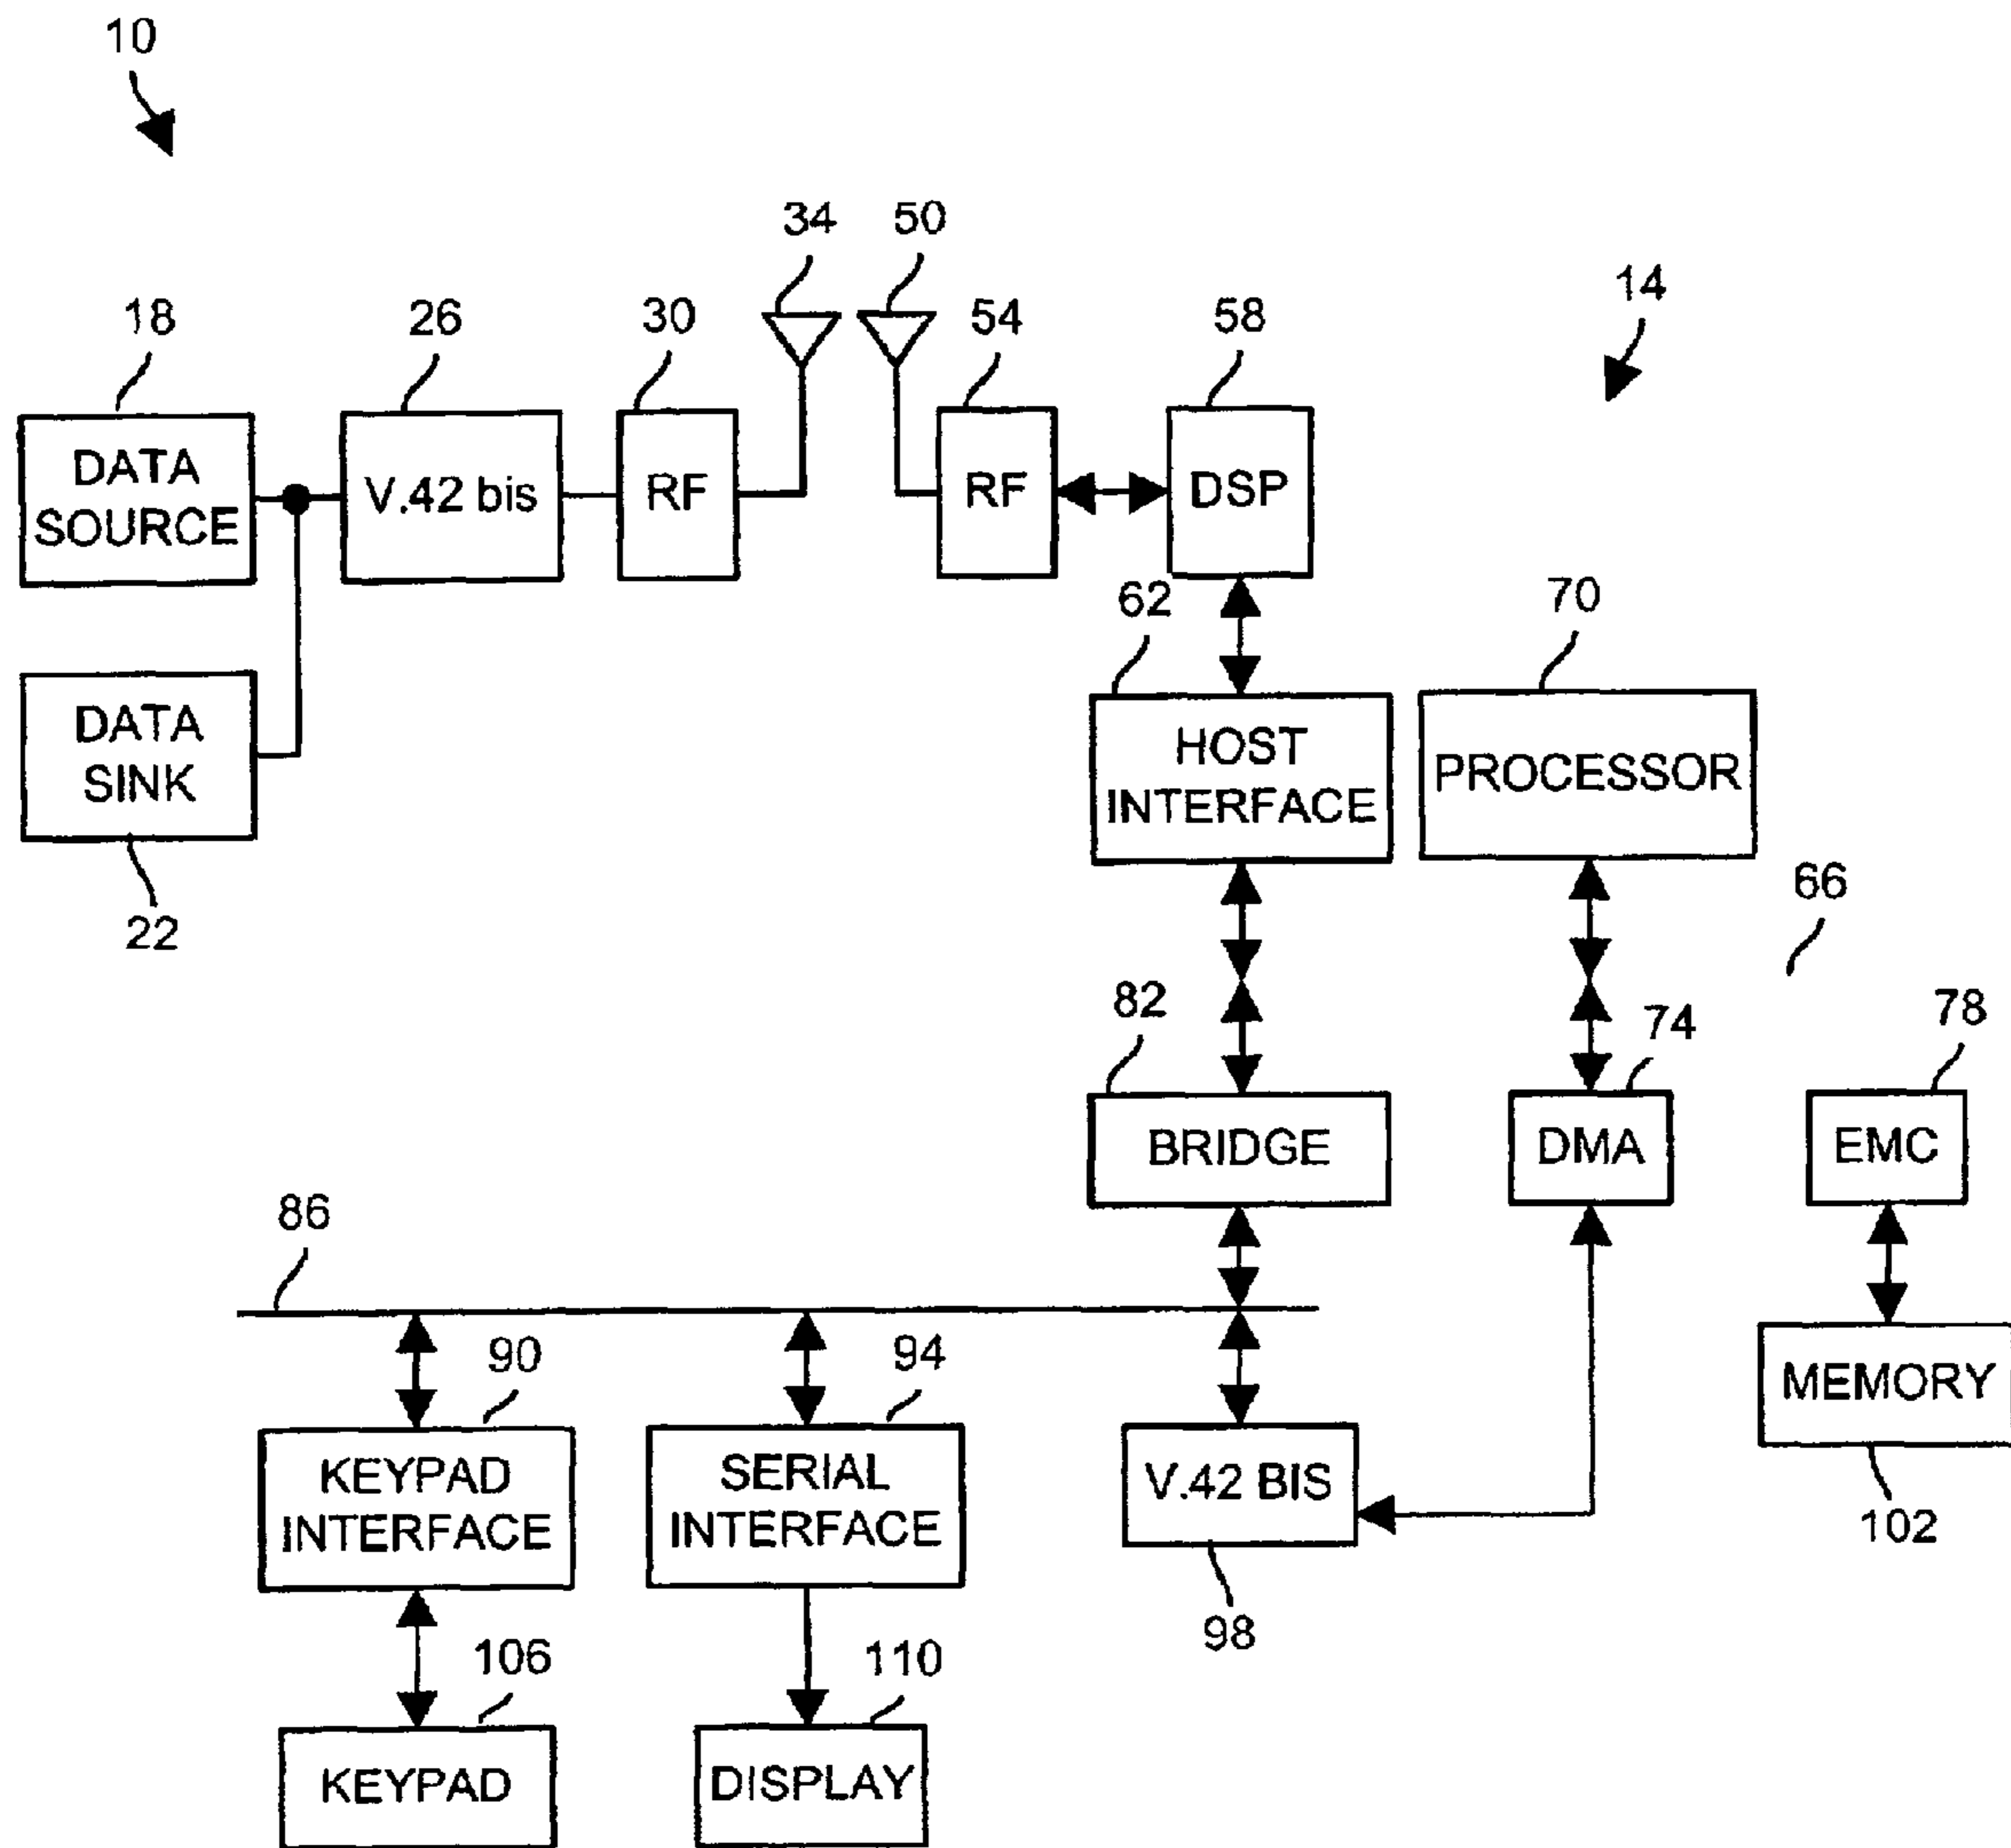 10
34
50
14
18
26
30
54
58
DATA
SOURCE
V.42 bis
RF
RF
DSP
62
70
DATA
SINK
HOST
INTERFACE
PROCESSOR
22
66
82
74
78
BRIDGE
DMA
EMC
86
90
94
MEMORY
KEYPAD
INTERFACE
SERIAL
INTERFACE
V.42 BIS
102
98
106
110
KEYPAD
DISPLAY